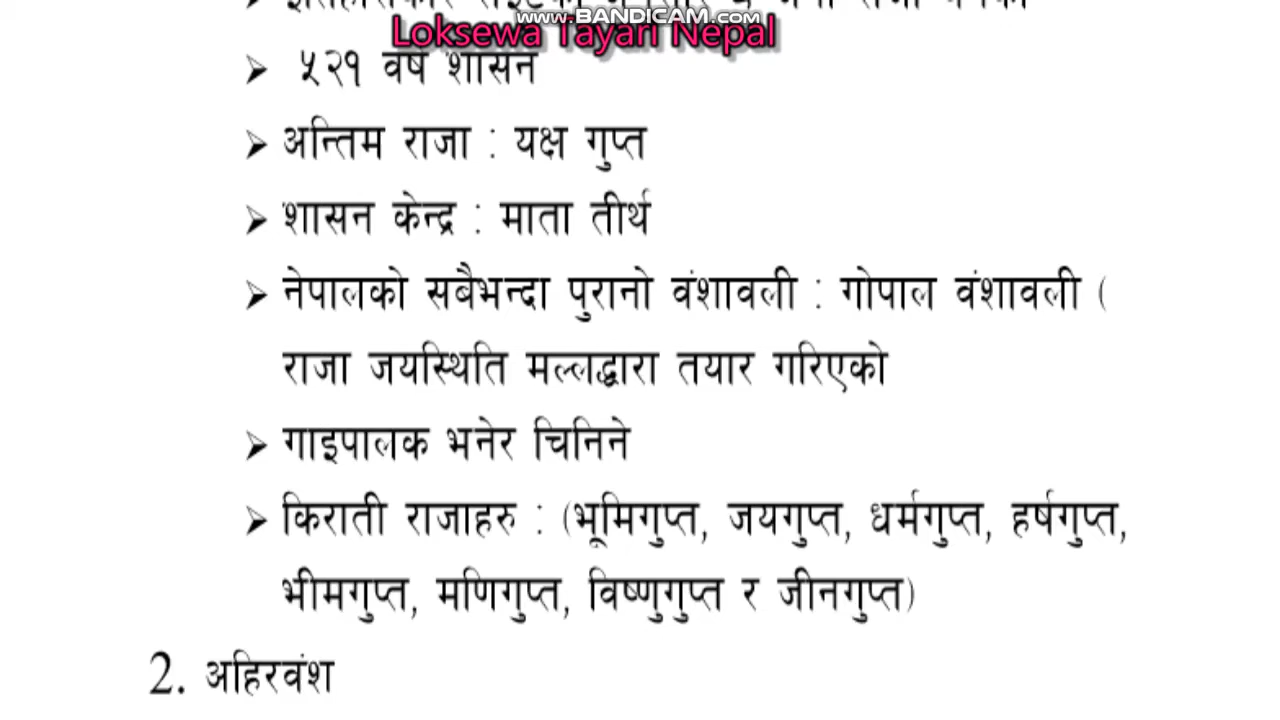 www.BANDICAM.com
Loksewa Tayari Nepal
➤ ५२१ वर्ष शासन
➤ अन्तिम राजा : यक्ष गुप्त
➤ शासन केन्द्र : माता तीर्थ
➤ नेपालको सबैभन्दा पुरानो वंशावली : गोपाल वंशावली (
राजा जयस्थिति मल्लद्धारा तयार गरिएको
➤ गाइपालक भनेर चिनिने
➤ किराती राजाहरु : (भूमिगुप्त, जयगुप्त, धर्मगुप्त, हर्षगुप्त,
भीमगुप्त, मणिगुप्त, विष्णुगुप्त र जीनगुप्त)
2. अहिरवंश